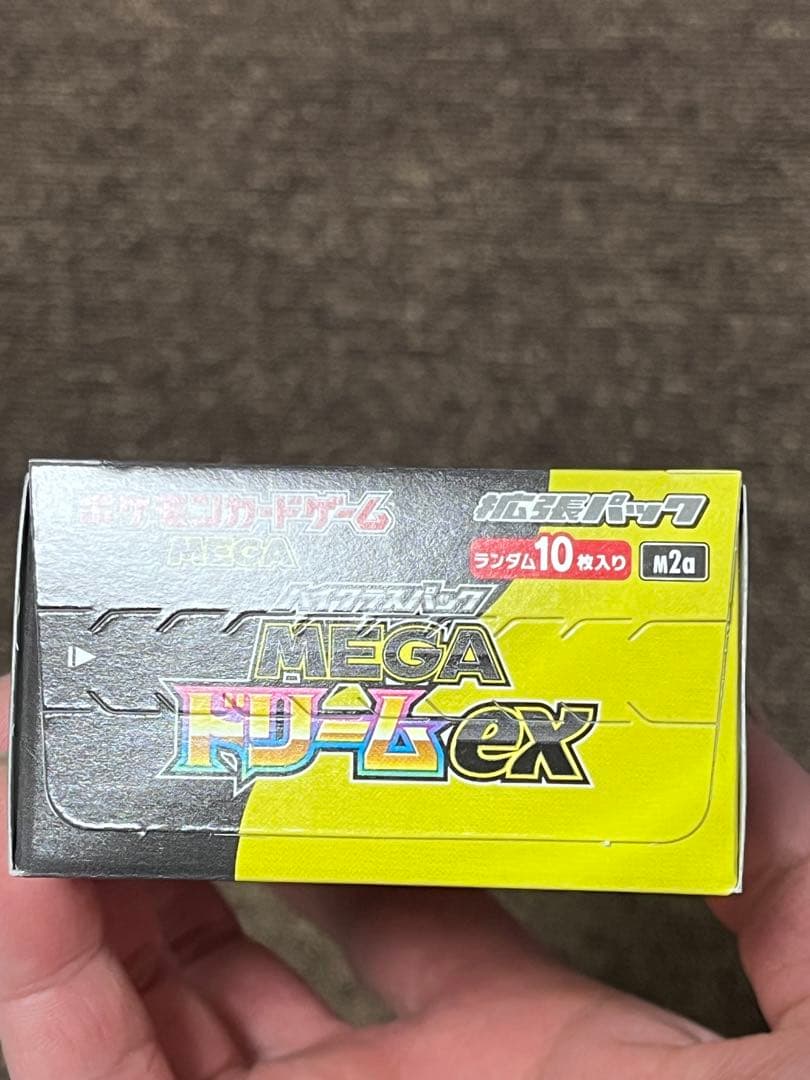 ポケモンカードゲーム
MEGA
拡張パック
ランダム10枚入り
M2a
ハイクラスパック
MEGA
ドリームex